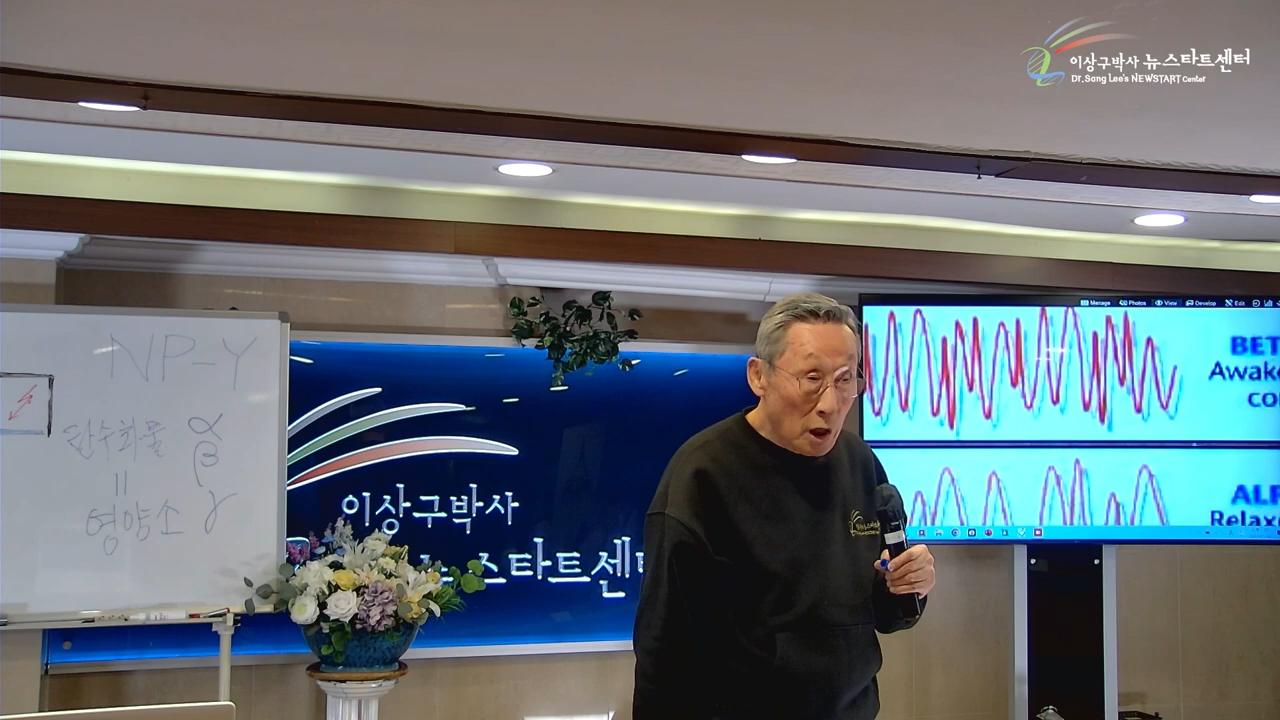 이상구박사 뉴스타트센터
Dr. Sang Lee's NEWSTART Center
NP-Y
탄수화물
=
영양소
α
β
γ
이상구박사
뉴스타트센터
Manage
Photos
View
Develop
Edit
BET
Awake
co
ALP
Relaxe